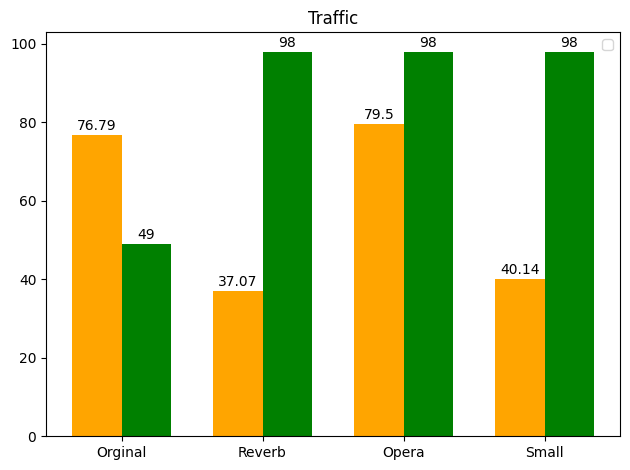 Traffic
100
80
60
40
20
0
76.79
49
37.07
98
79.5
98
40.14
98
Orginal
Reverb
Opera
Small